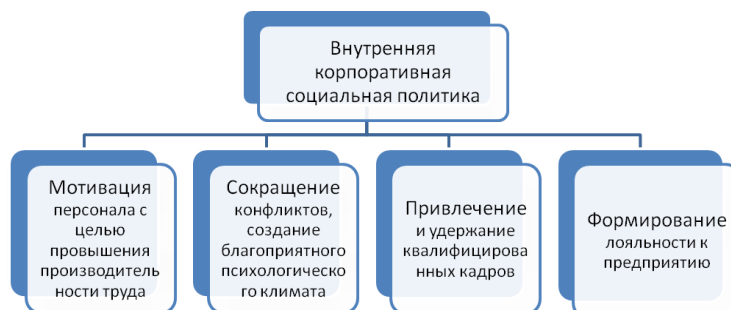 Внутренняя
корпоративная
социальная политика
Мотивация
персонала с
целью
провышения
производитель
ности труда
Сокращение
конфликтов,
создание
благоприятного
психологическо
го климата
Привлечение
и удержание
квалифицирова
нных кадров
Формирование
лояльности к
предприятию